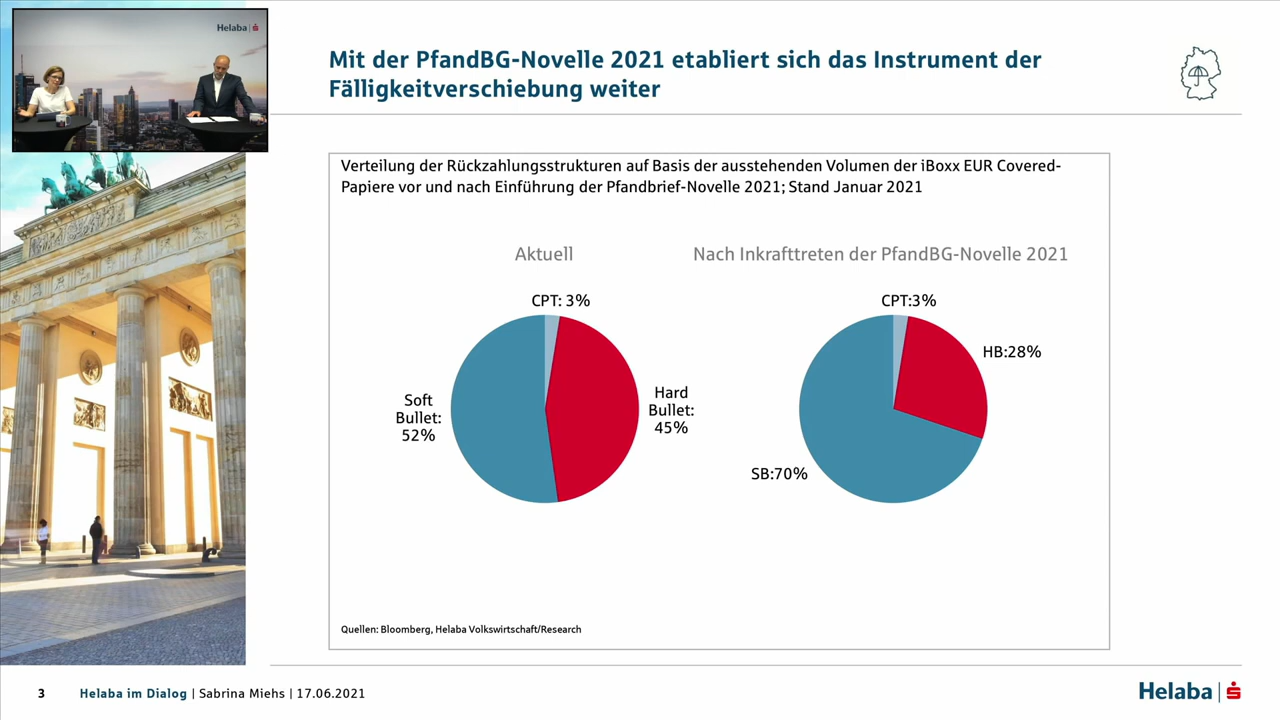 Helaba
Mit der PfandBG-Novelle 2021 etabliert sich das Instrument der
Fälligkeitverschiebung weiter
Verteilung der Rückzahlungsstrukturen auf Basis der ausstehenden Volumen der iBoxx EUR Covered-
Papiere vor und nach Einführung der Pfandbrief-Novelle 2021; Stand Januar 2021
Aktuell
CPT: 3%
Soft
Bullet:
52%
Hard
Bullet:
45%
Nach Inkrafttreten der PfandBG-Novelle 2021
CPT:3%
HB:28%
SB:70%
Quellen: Bloomberg, Helaba Volkswirtschaft/Research
3 Helaba im Dialog | Sabrina Miehs | 17.06.2021
Helaba